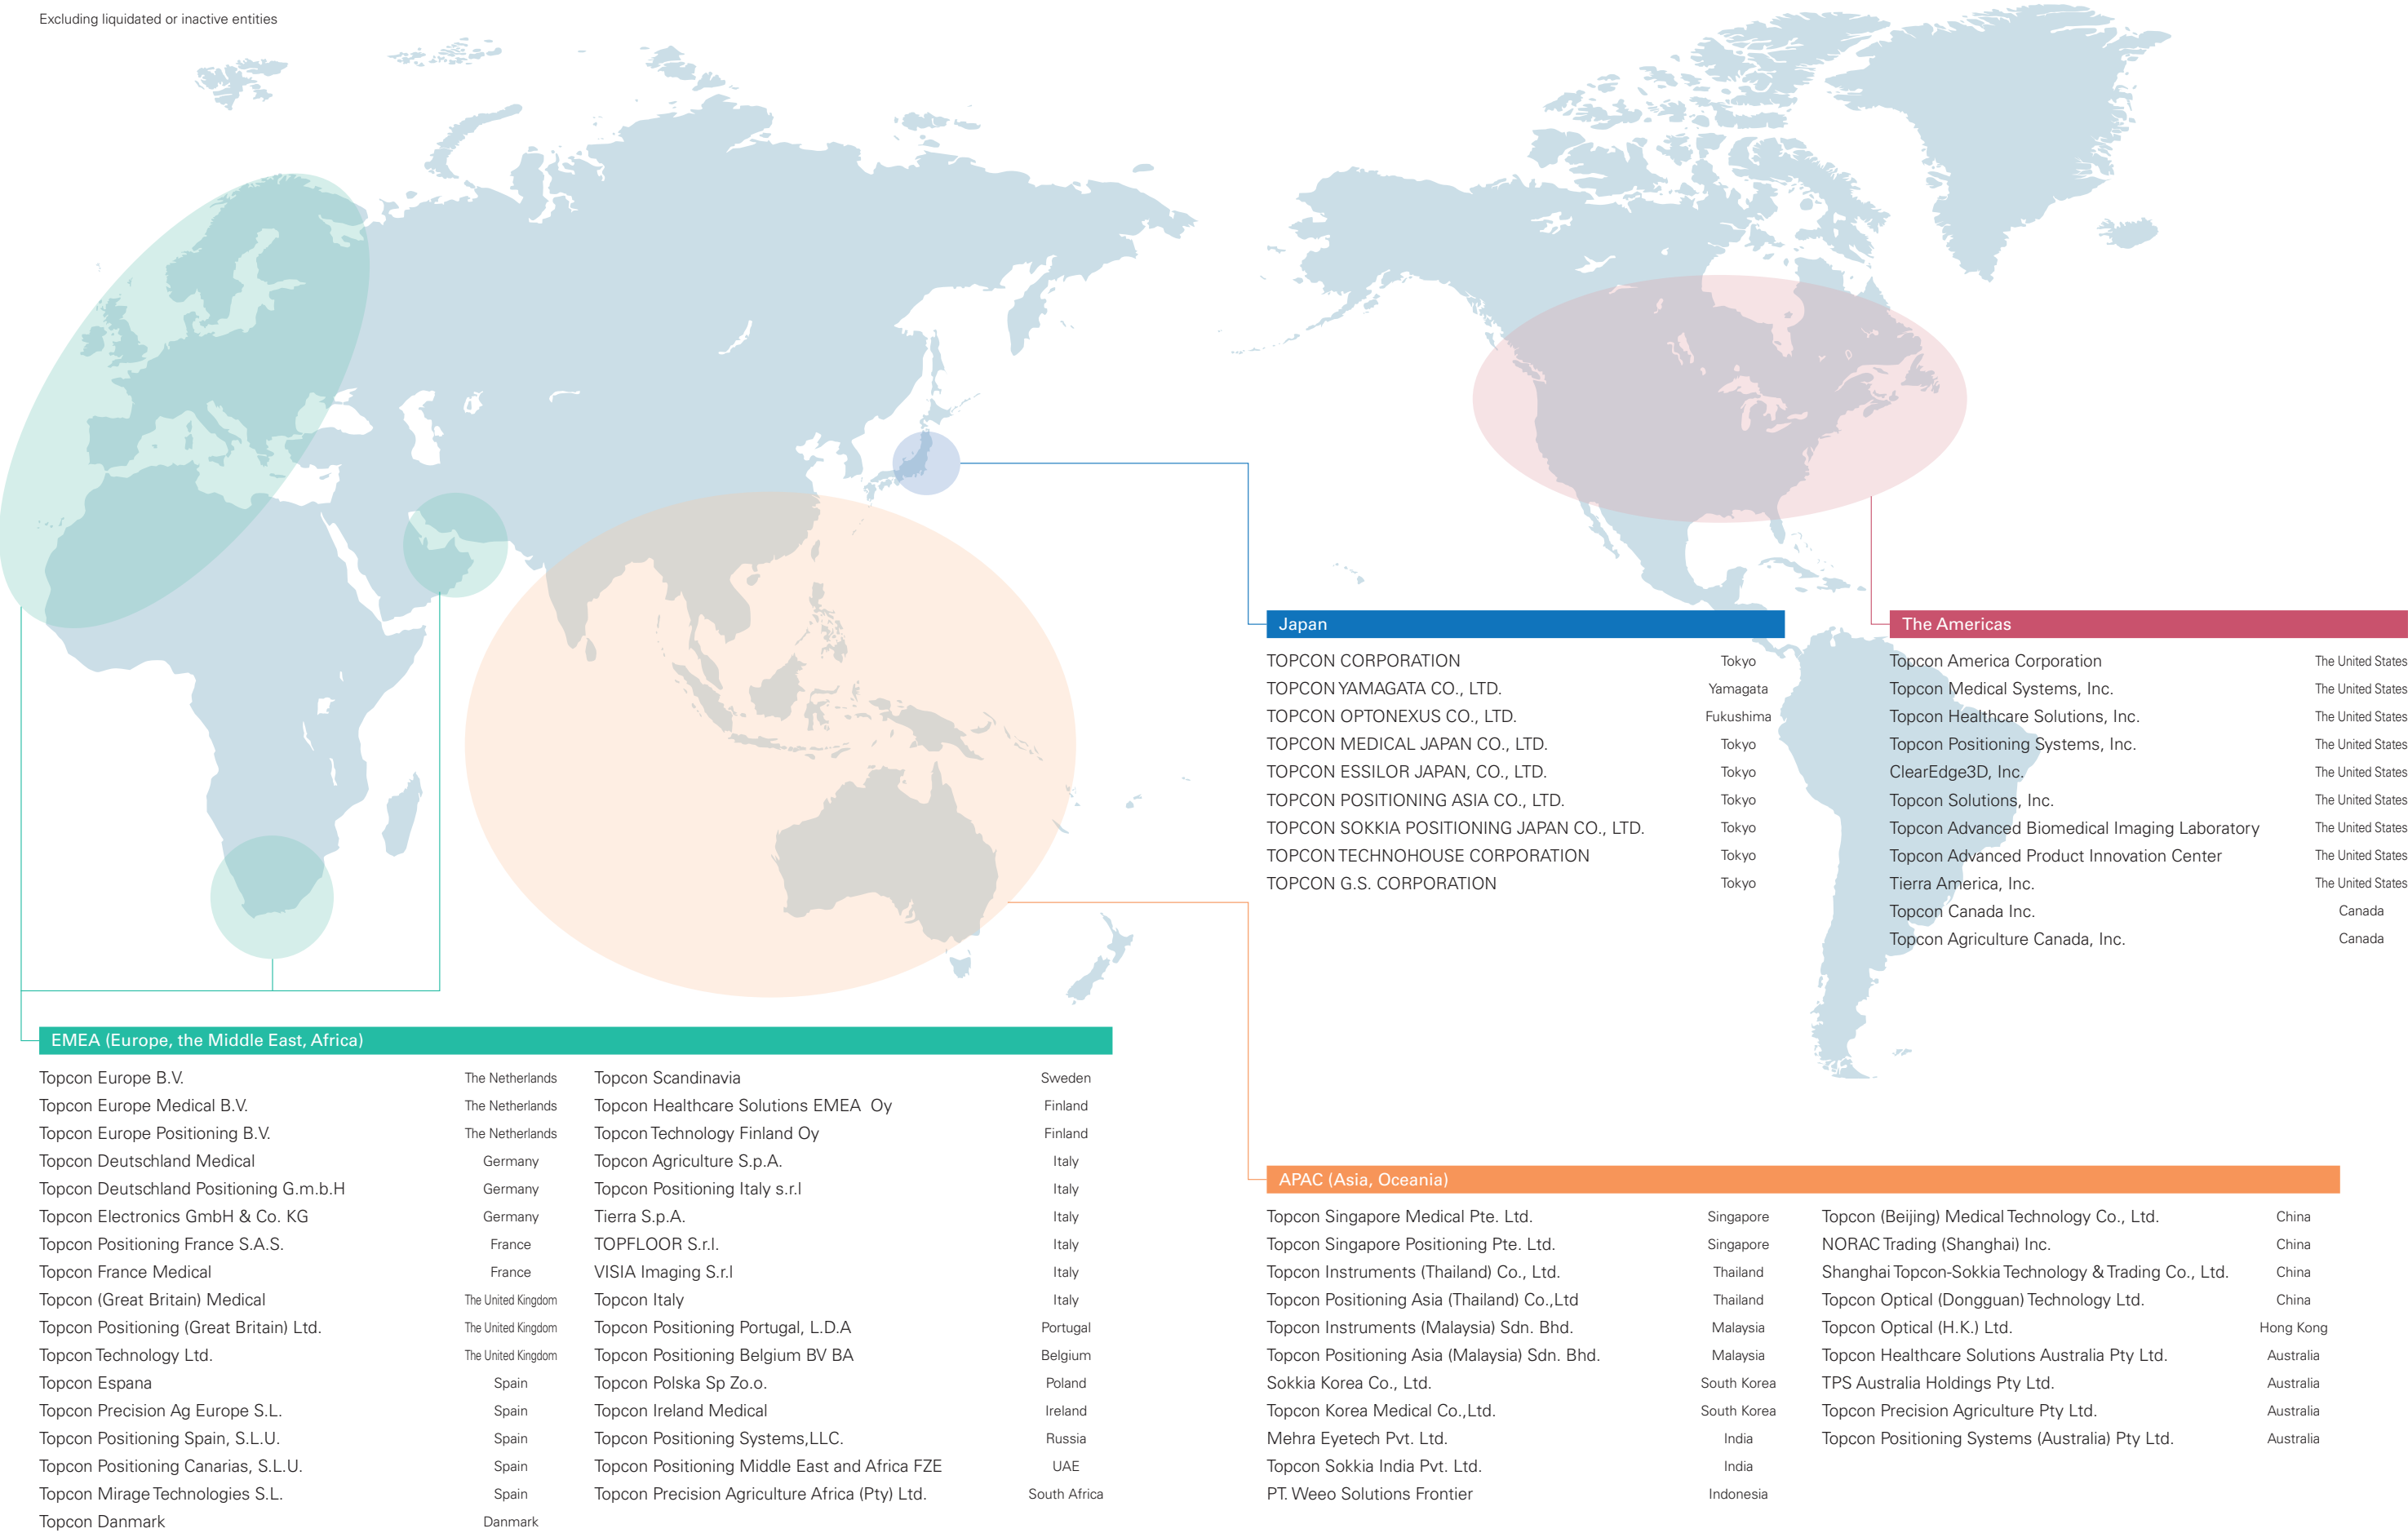 Excluding liquidated or inactive entities
Japan
TOPCON CORPORATION Tokyo
TOPCON YAMAGATA CO., LTD. Yamagata
TOPCON OPTONEXUS CO., LTD. Fukushima
TOPCON MEDICAL JAPAN CO., LTD. Tokyo
TOPCON ESSILOR JAPAN, CO., LTD. Tokyo
TOPCON POSITIONING ASIA CO., LTD. Tokyo
TOPCON SOKKIA POSITIONING JAPAN CO., LTD. Tokyo
TOPCON TECHNOHOUSE CORPORATION Tokyo
TOPCON G.S. CORPORATION Tokyo
The Americas
Topcon America Corporation The United States
Topcon Medical Systems, Inc. The United States
Topcon Healthcare Solutions, Inc. The United States
Topcon Positioning Systems, Inc. The United States
ClearEdge3D, Inc. The United States
Topcon Solutions, Inc. The United States
Topcon Advanced Biomedical Imaging Laboratory The United States
Topcon Advanced Product Innovation Center The United States
Tierra America, Inc. The United States
Topcon Canada Inc. Canada
Topcon Agriculture Canada, Inc. Canada
EMEA (Europe, the Middle East, Africa)
Topcon Europe B.V. The Netherlands
Topcon Europe Medical B.V. The Netherlands
Topcon Europe Positioning B.V. The Netherlands
Topcon Deutschland Medical Germany
Topcon Deutschland Positioning G.m.b.H Germany
Topcon Electronics GmbH & Co. KG Germany
Topcon Positioning France S.A.S. France
Topcon France Medical France
Topcon (Great Britain) Medical The United Kingdom
Topcon Positioning (Great Britain) Ltd. The United Kingdom
Topcon Technology Ltd. The United Kingdom
Topcon Espana Spain
Topcon Precision Ag Europe S.L. Spain
Topcon Positioning Spain, S.L.U. Spain
Topcon Positioning Canarias, S.L.U. Spain
Topcon Mirage Technologies S.L. Spain
Topcon Danmark Danmark
Topcon Scandinavia Sweden
Topcon Healthcare Solutions EMEA Oy Finland
Topcon Technology Finland Oy Finland
Topcon Agriculture S.p.A. Italy
Topcon Positioning Italy s.r.l Italy
Tierra S.p.A. Italy
TOPFLOOR S.r.l. Italy
VISIA Imaging S.r.l Italy
Topcon Italy Italy
Topcon Positioning Portugal, L.D.A Portugal
Topcon Positioning Belgium BV BA Belgium
Topcon Polska Sp Zo.o. Poland
Topcon Ireland Medical Ireland
Topcon Positioning Systems,LLC. Russia
Topcon Positioning Middle East and Africa FZE UAE
Topcon Precision Agriculture Africa (Pty) Ltd. South Africa
APAC (Asia, Oceania)
Topcon Singapore Medical Pte. Ltd. Singapore
Topcon Singapore Positioning Pte. Ltd. Singapore
Topcon Instruments (Thailand) Co., Ltd. Thailand
Topcon Positioning Asia (Thailand) Co.,Ltd Thailand
Topcon Instruments (Malaysia) Sdn. Bhd. Malaysia
Topcon Positioning Asia (Malaysia) Sdn. Bhd. Malaysia
Sokkia Korea Co., Ltd. South Korea
Topcon Korea Medical Co.,Ltd. South Korea
Mehra Eyetech Pvt. Ltd. India
Topcon Sokkia India Pvt. Ltd. India
PT. Weeo Solutions Frontier Indonesia
Topcon (Beijing) Medical Technology Co., Ltd. China
NORAC Trading (Shanghai) Inc. China
Shanghai Topcon-Sokkia Technology & Trading Co., Ltd. China
Topcon Optical (Dongguan) Technology Ltd. China
Topcon Optical (H.K.) Ltd. Hong Kong
Topcon Healthcare Solutions Australia Pty Ltd. Australia
TPS Australia Holdings Pty Ltd. Australia
Topcon Precision Agriculture Pty Ltd. Australia
Topcon Positioning Systems (Australia) Pty Ltd. Australia